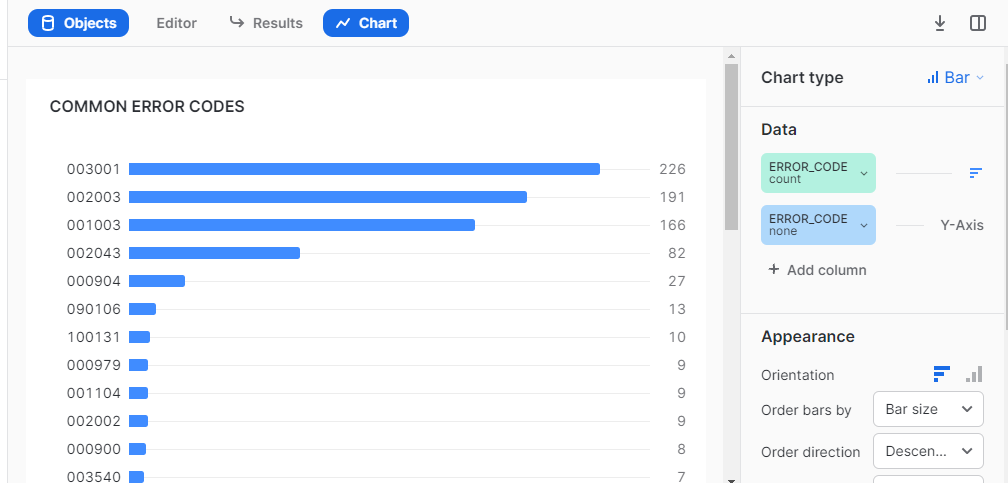 Objects Editor Results Chart
COMMON ERROR CODES
003001 226
002003 191
001003 166
002043 82
000904 27
090106 13
100131 10
000979 9
001104 9
002002 9
000900 8
003540 7
Chart type Bar
Data
ERROR_CODE
count
ERROR_CODE
none
Y-Axis
+ Add column
Appearance
Orientation
Order bars by Bar size
Order direction Descen...